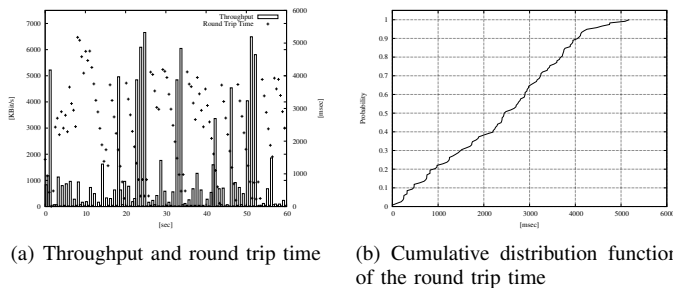 Throughput
Round Trip Time
7000
6000
5000
4000
3000
2000
1000
0
[KBit/s]
6000
5000
4000
3000
2000
1000
0
[msec]
0 10 20 30 40 50 60
[sec]
(a) Throughput and round trip time
1
0.9
0.8
0.7
0.6
0.5
0.4
0.3
0.2
0.1
0
Probability
0 1000 2000 3000 4000 5000 6000
[msec]
(b) Cumulative distribution function
of the round trip time